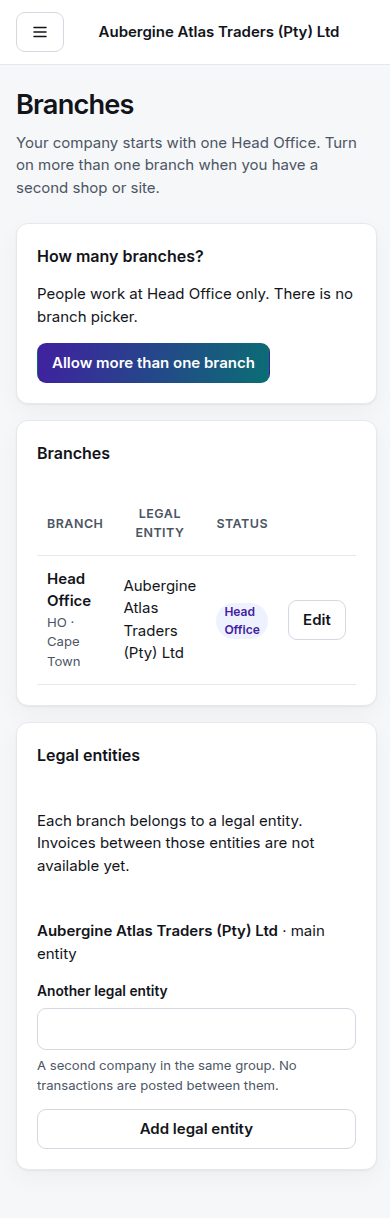 Aubergine Atlas Traders (Pty) Ltd
Branches
Your company starts with one Head Office. Turn
on more than one branch when you have a
second shop or site.
How many branches?
People work at Head Office only. There is no
branch picker.
Allow more than one branch
Branches
BRANCH
LEGAL
ENTITY
STATUS
Head
Office
HO ·
Cape
Town
Aubergine
Atlas
Traders
(Pty) Ltd
Head
Office
Edit
Legal entities
Each branch belongs to a legal entity.
Invoices between those entities are not
available yet.
Aubergine Atlas Traders (Pty) Ltd · main
entity
Another legal entity
A second company in the same group. No
transactions are posted between them.
Add legal entity